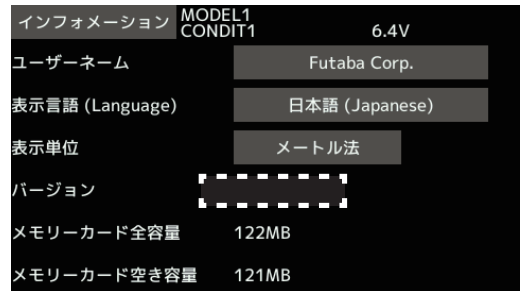 インフォメーション MODEL1
CONDIT1 6.4V
ユーザーネーム Futaba Corp.
表示言語 (Language) 日本語 (Japanese)
表示単位 メートル法
バージョン
メモリーカード全容量 122MB
メモリーカード空き容量 121MB